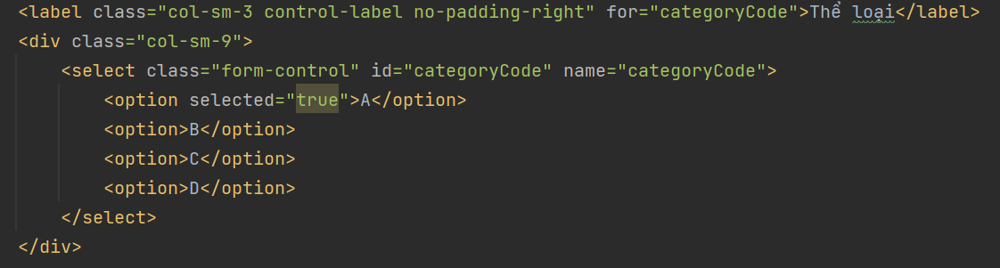 <label class="col-sm-3 control-label no-padding-right" for="categoryCode">Thể loại</label>
<div class="col-sm-9">
<select class="form-control" id="categoryCode" name="categoryCode">
<option selected="true">A</option>
<option>B</option>
<option>C</option>
<option>D</option>
</select>
</div>